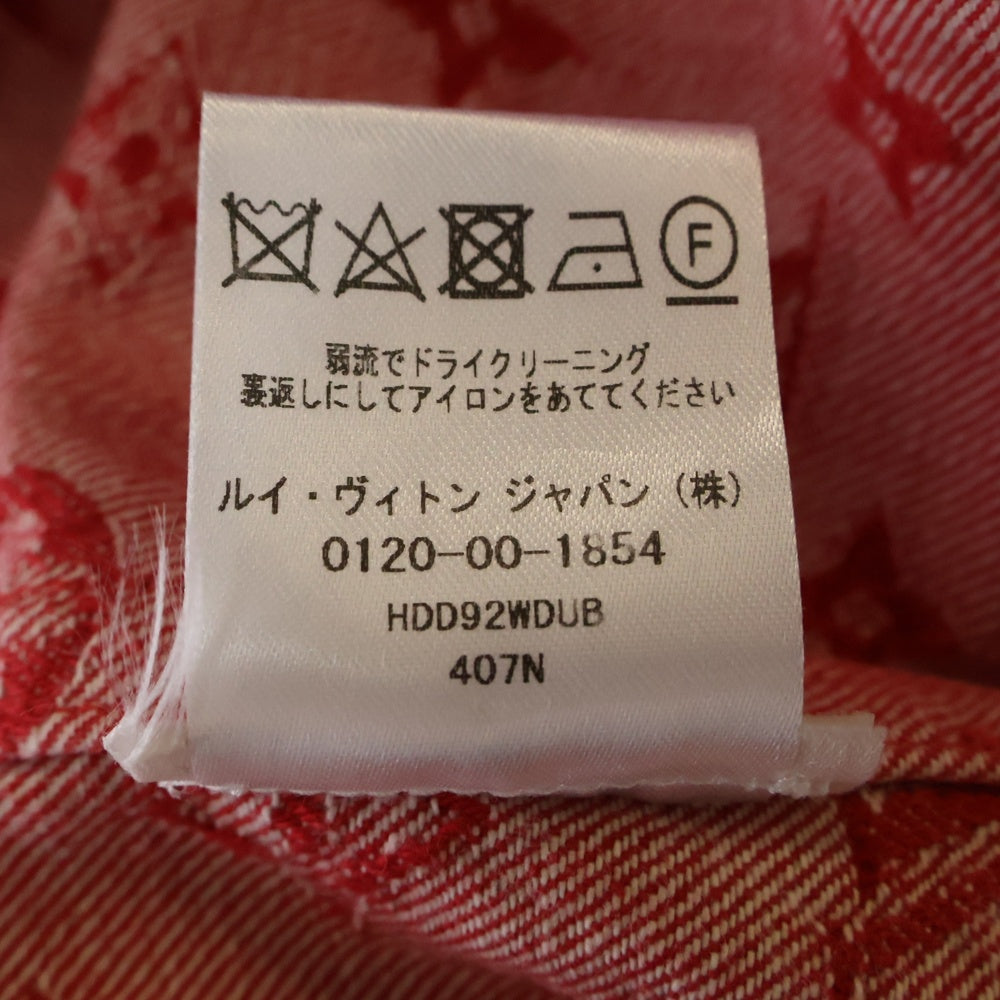 F
弱流でドライクリーニング
裏返しにしてアイロンをあててください
ルイ・ヴィトン ジャパン (株)
0120-00-1854
HDD92WDUB
407N